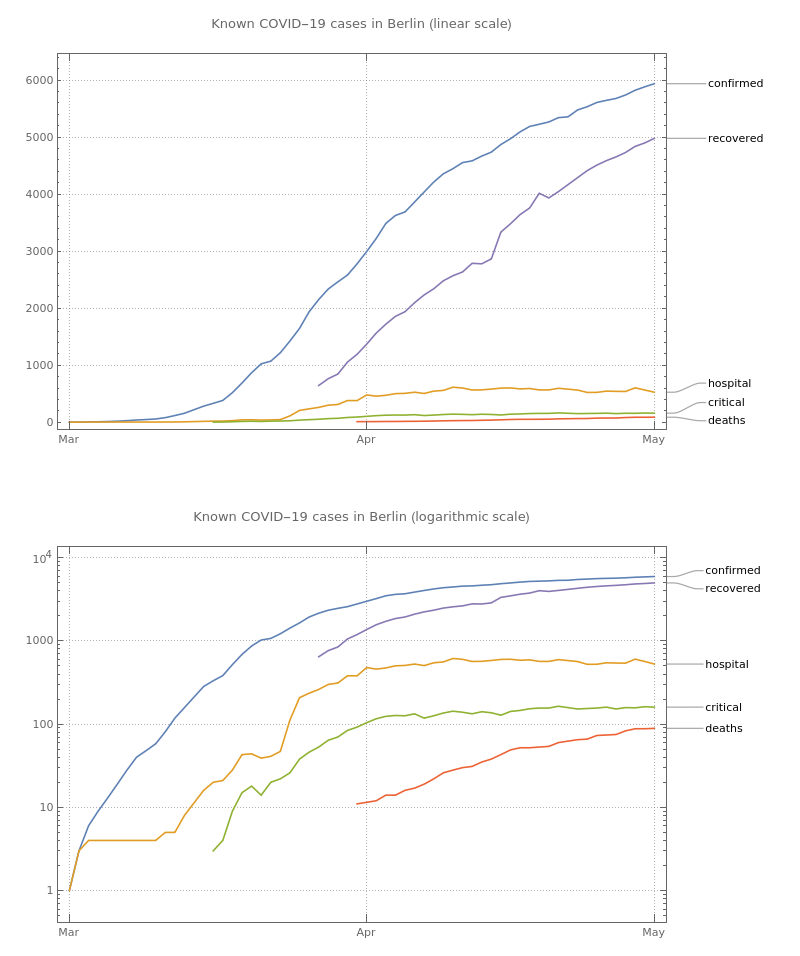 Known COVID–19 cases in Berlin (linear scale)
6000
confirmed
5000
recovered
4000
3000
2000
1000
hospital
critical
0
deaths
Mar Apr May
Known COVID–19 cases in Berlin (logarithmic scale)
10⁴
confirmed
recovered
1000
hospital
100
critical
deaths
10
1
Mar Apr May